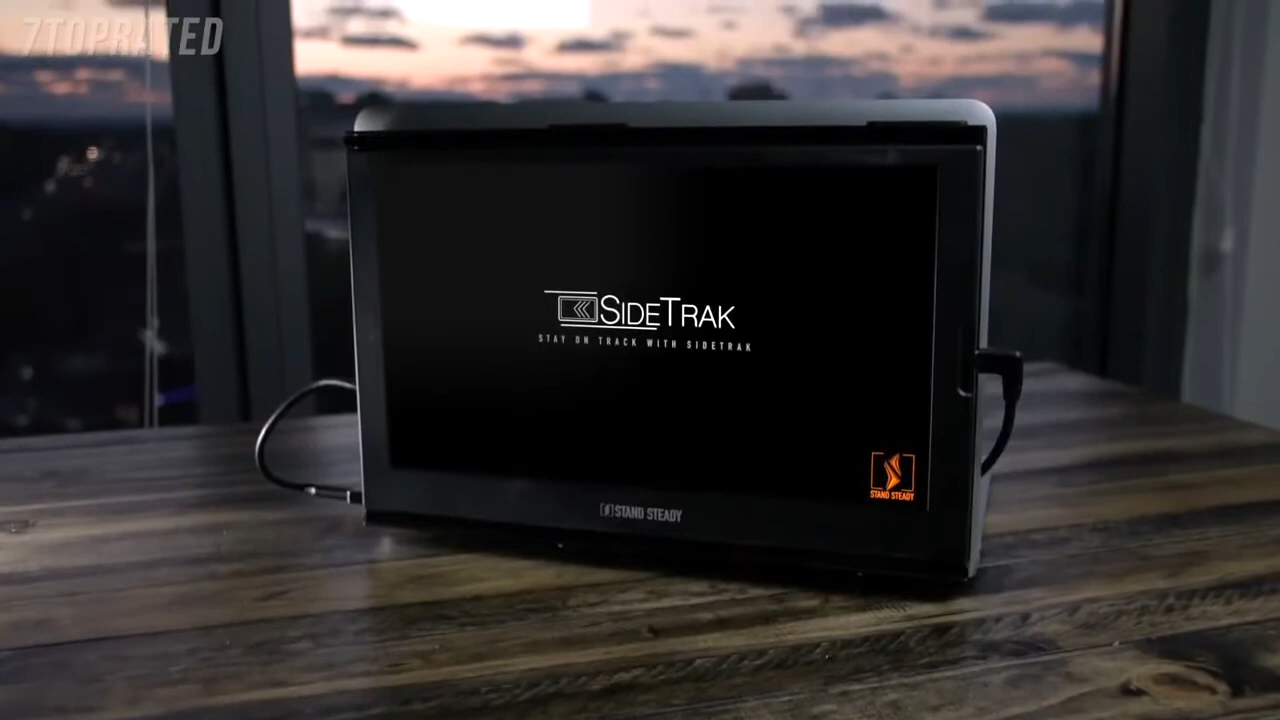 7TOPRATED
SIDETRAK
STAY ON TRACK WITH SIDETRAK
STAND STEADY
STAND STEADY